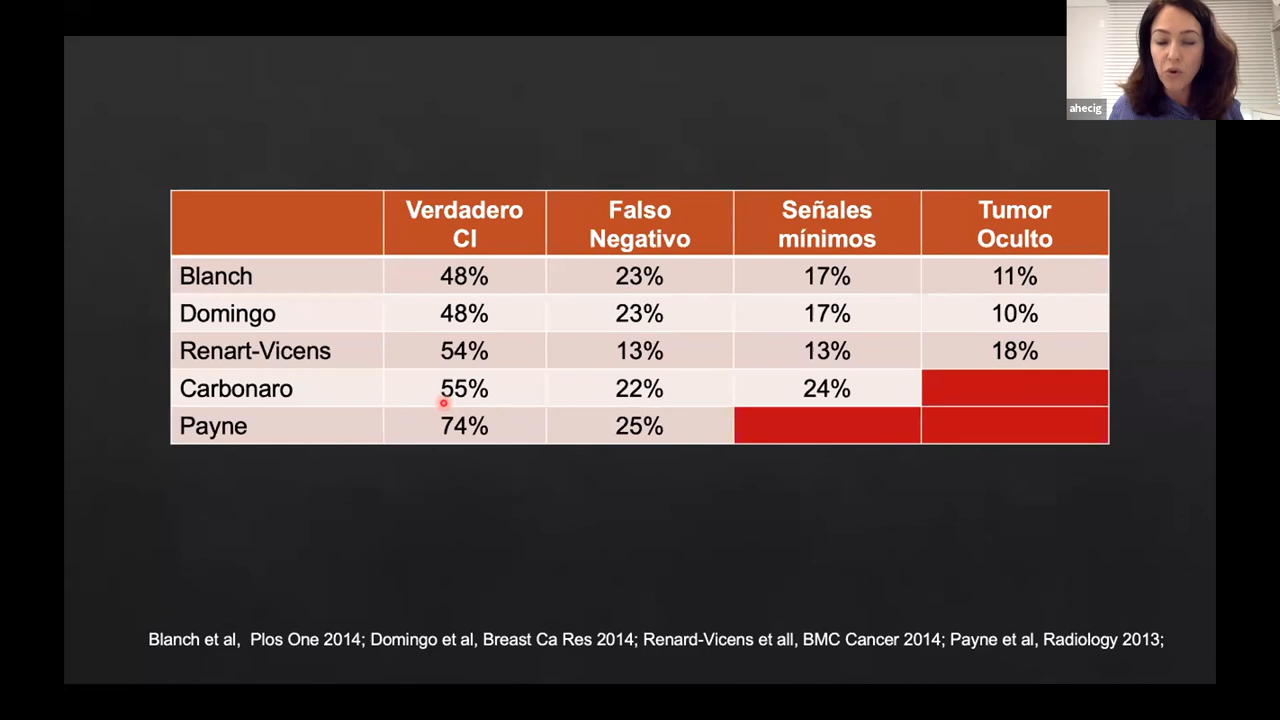 ahecig
Verdadero CI Falso Negativo Señales mínimos Tumor Oculto
Blanch 48% 23% 17% 11%
Domingo 48% 23% 17% 10%
Renart-Vicens 54% 13% 13% 18%
Carbonaro 55% 22% 24%
Payne 74% 25%
Blanch et al, Plos One 2014; Domingo et al, Breast Ca Res 2014; Renard-Vicens et all, BMC Cancer 2014; Payne et al, Radiology 2013;